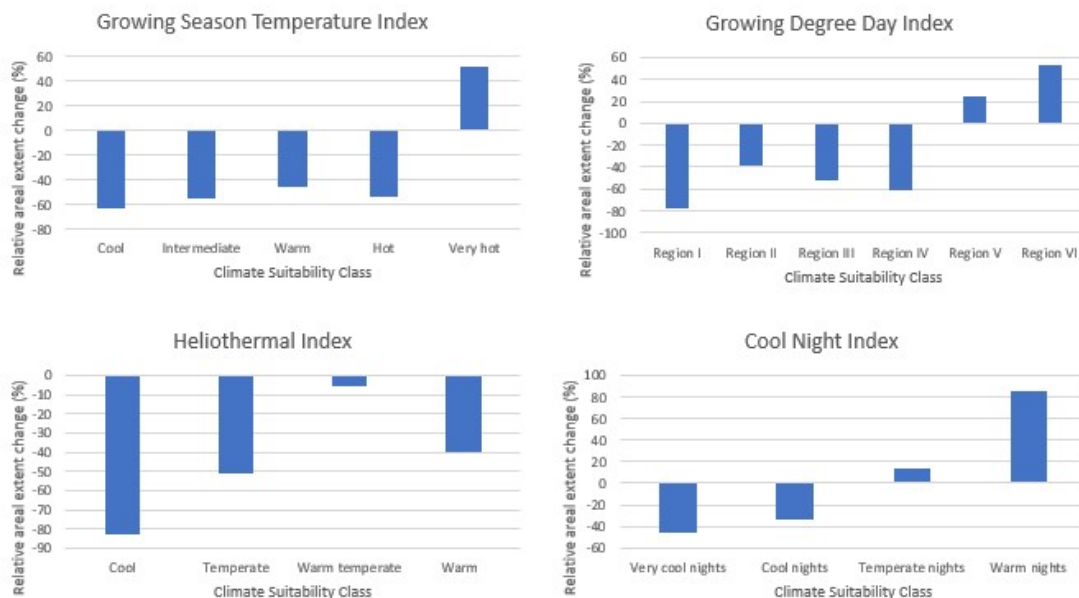 Growing Season Temperature Index
Relative areal extent change (%)
60
40
20
0
-20
-40
-60
-80
Cool Intermediate Warm Hot Very hot
Climate Suitability Class
Growing Degree Day Index
Relative areal extent change (%)
60
40
20
0
-20
-40
-60
-80
-100
Region I Region II Region III Region IV Region V Region VI
Climate Suitability Class
Heliothermal Index
Relative areal extent change (%)
0
-10
-20
-30
-40
-50
-60
-70
-80
-90
Cool Temperate Warm temperate Warm
Climate Suitability Class
Cool Night Index
Relative areal extent change (%)
100
80
60
40
20
0
-20
-40
-60
Very cool nights Cool nights Temperate nights Warm nights
Climate Suitability Class